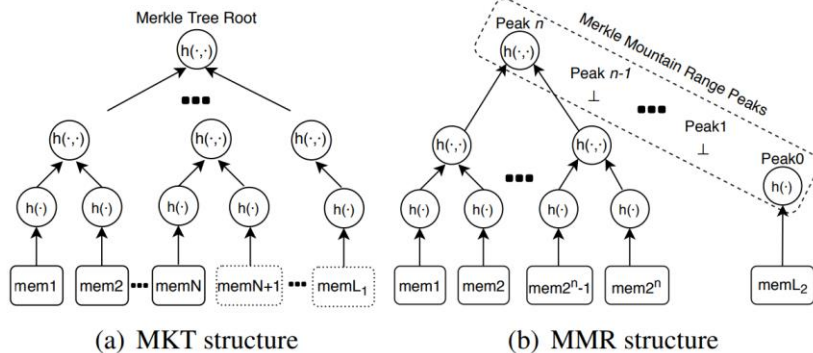 Merkle Tree Root
h(·,·)
h(·,·) h(·,·) h(·,·)
h(·) h(·) h(·) h(·) h(·)
mem1 mem2 memN memN+1 memL₁
(a) MKT structure
Peak n
Merkle Mountain Range Peaks
h(·,·)
Peak n-1
⊥
Peak1
⊥
Peak0
h(·,·) h(·,·)
h(·)
h(·) h(·) h(·) h(·)
mem1 mem2 mem2ⁿ-1 mem2ⁿ memL₂
(b) MMR structure